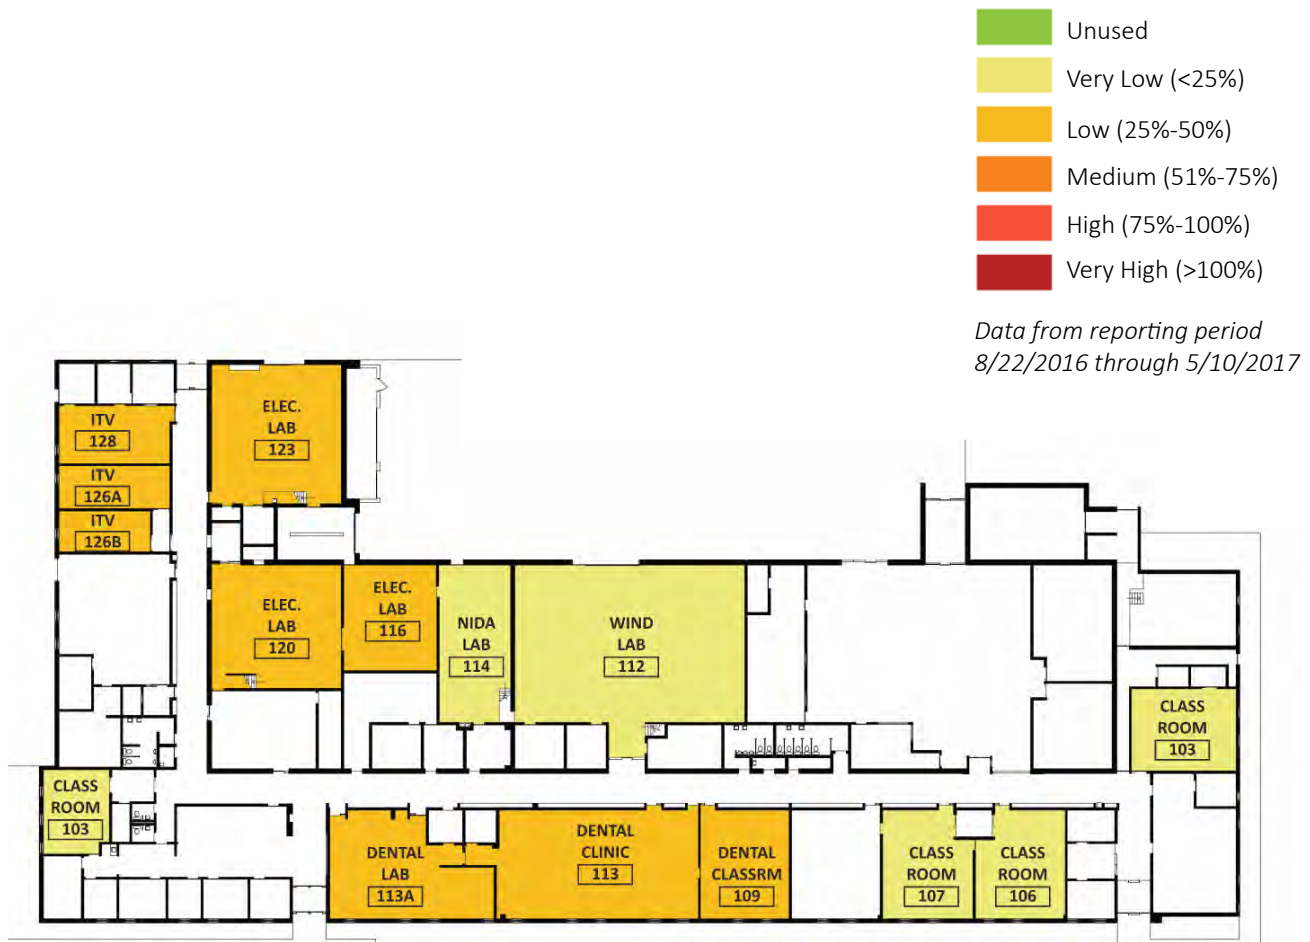 Unused
Very Low (<25%)
Low (25%-50%)
Medium (51%-75%)
High (75%-100%)
Very High (>100%)
Data from reporting period
8/22/2016 through 5/10/2017
ITV
128
ITV
126A
ITV
126B
ELEC.
LAB
123
ELEC.
LAB
120
ELEC.
LAB
116
NIDA
LAB
114
WIND
LAB
112
CLASS
ROOM
103
CLASS
ROOM
103
DENTAL
LAB
113A
DENTAL
CLINIC
113
DENTAL
CLASSRM
109
CLASS
ROOM
107
CLASS
ROOM
106